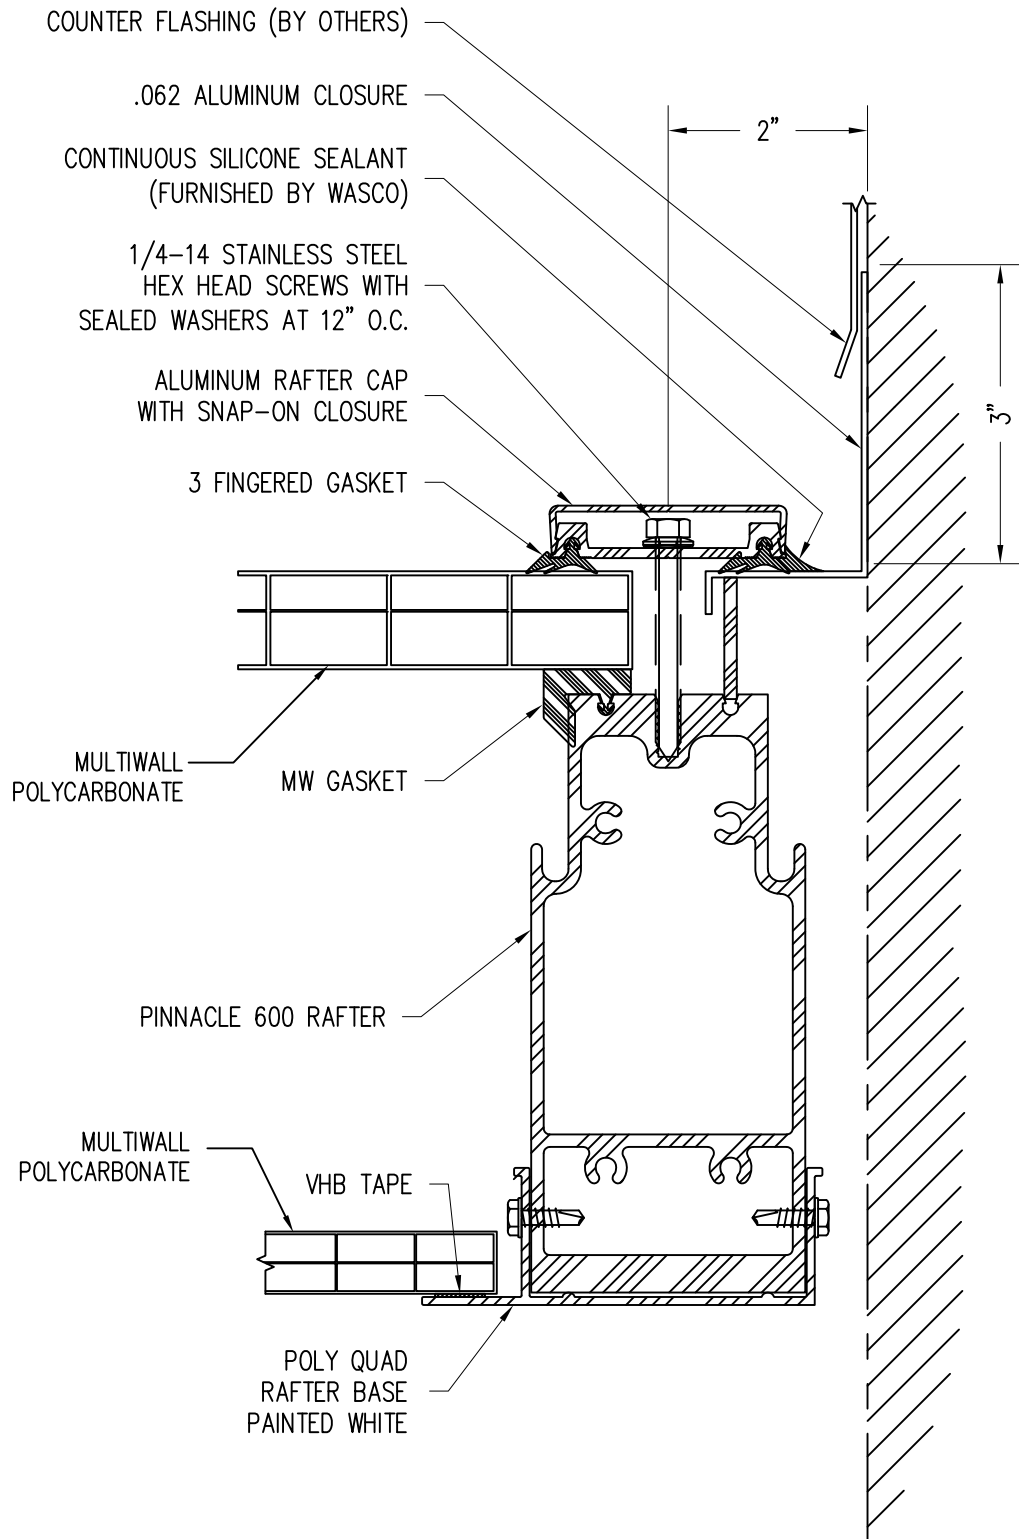 COUNTER FLASHING (BY OTHERS)
.062 ALUMINUM CLOSURE
2"
CONTINUOUS SILICONE SEALANT
(FURNISHED BY WASCO)
1/4-14 STAINLESS STEEL
HEX HEAD SCREWS WITH
SEALED WASHERS AT 12" O.C.
ALUMINUM RAFTER CAP
WITH SNAP-ON CLOSURE
3"
3 FINGERED GASKET
MULTIWALL
POLYCARBONATE
MW GASKET
PINNACLE 600 RAFTER
MULTIWALL
POLYCARBONATE
VHB TAPE
POLY QUAD
RAFTER BASE
PAINTED WHITE